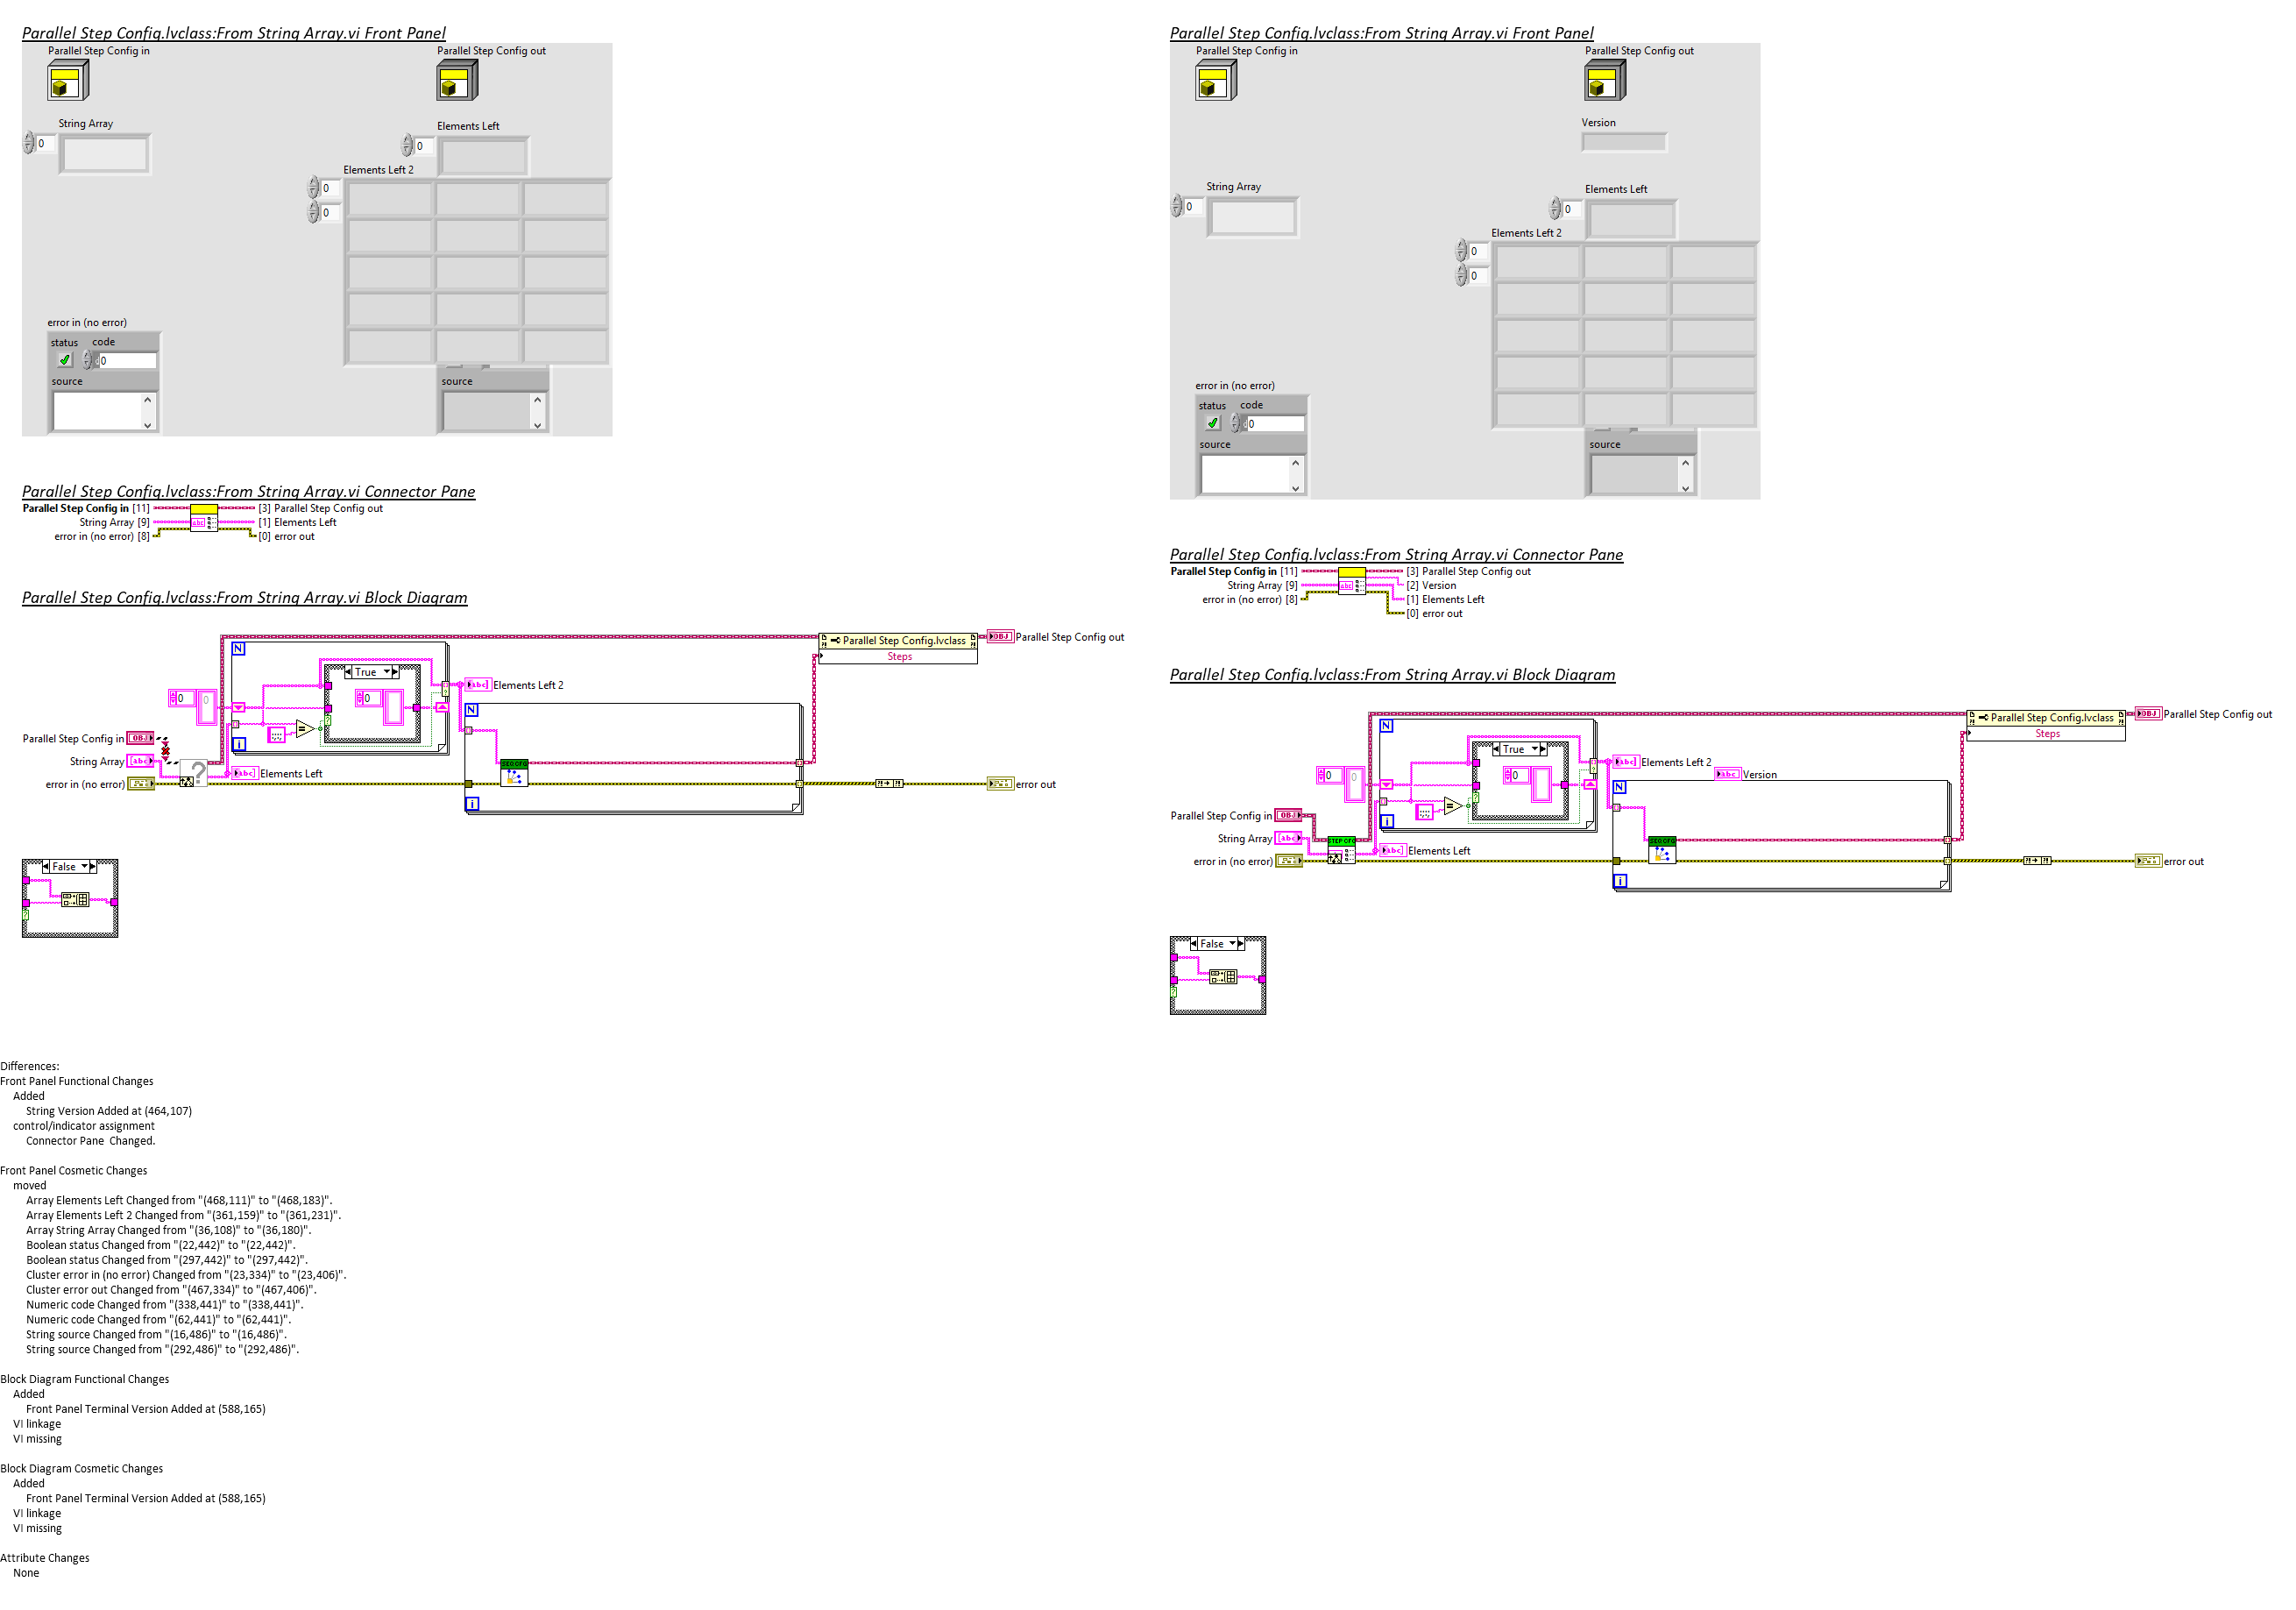 Parallel Step Config.lvclass:From String Array.vi Front Panel
Parallel Step Config in
Parallel Step Config out
String Array
0
Elements Left
0
Elements Left 2
0
0
error in (no error)
status code
0
source
source
Parallel Step Config.lvclass:From String Array.vi Connector Pane
Parallel Step Config in [11]
String Array [9]
error in (no error) [8]
[3] Parallel Step Config out
[1] Elements Left
[0] error out
Parallel Step Config.lvclass:From String Array.vi Block Diagram
N
True
0
0
0
i
Parallel Step Config in
OBJ
String Array
abc
error in (no error)
?
abc
Elements Left
abc
Elements Left 2
N
SEQ CFG
i
Parallel Step Config.lvclass
Steps
OBJ
Parallel Step Config out
error out
False
Parallel Step Config.lvclass:From String Array.vi Front Panel
Parallel Step Config in
Parallel Step Config out
Version
String Array
0
Elements Left
0
Elements Left 2
0
0
error in (no error)
status code
0
source
source
Parallel Step Config.lvclass:From String Array.vi Connector Pane
Parallel Step Config in [11]
String Array [9]
error in (no error) [8]
[3] Parallel Step Config out
[2] Version
[1] Elements Left
[0] error out
Parallel Step Config.lvclass:From String Array.vi Block Diagram
N
True
0
0
0
i
Parallel Step Config in
OBJ
String Array
abc
error in (no error)
STEP CFG
abc
Elements Left
abc
Elements Left 2
abc
Version
N
SEQ CFG
i
Parallel Step Config.lvclass
Steps
OBJ
Parallel Step Config out
error out
False
Differences:
Front Panel Functional Changes
Added
String Version Added at (464,107)
control/indicator assignment
Connector Pane  Changed.
Front Panel Cosmetic Changes
moved
Array Elements Left Changed from "(468,111)" to "(468,183)".
Array Elements Left 2 Changed from "(361,159)" to "(361,231)".
Array String Array Changed from "(36,108)" to "(36,180)".
Boolean status Changed from "(22,442)" to "(22,442)".
Boolean status Changed from "(297,442)" to "(297,442)".
Cluster error in (no error) Changed from "(23,334)" to "(23,406)".
Cluster error out Changed from "(467,334)" to "(467,406)".
Numeric code Changed from "(338,441)" to "(338,441)".
Numeric code Changed from "(62,441)" to "(62,441)".
String source Changed from "(16,486)" to "(16,486)".
String source Changed from "(292,486)" to "(292,486)".
Block Diagram Functional Changes
Added
Front Panel Terminal Version Added at (588,165)
VI linkage
VI missing
Block Diagram Cosmetic Changes
Added
Front Panel Terminal Version Added at (588,165)
VI linkage
VI missing
Attribute Changes
None